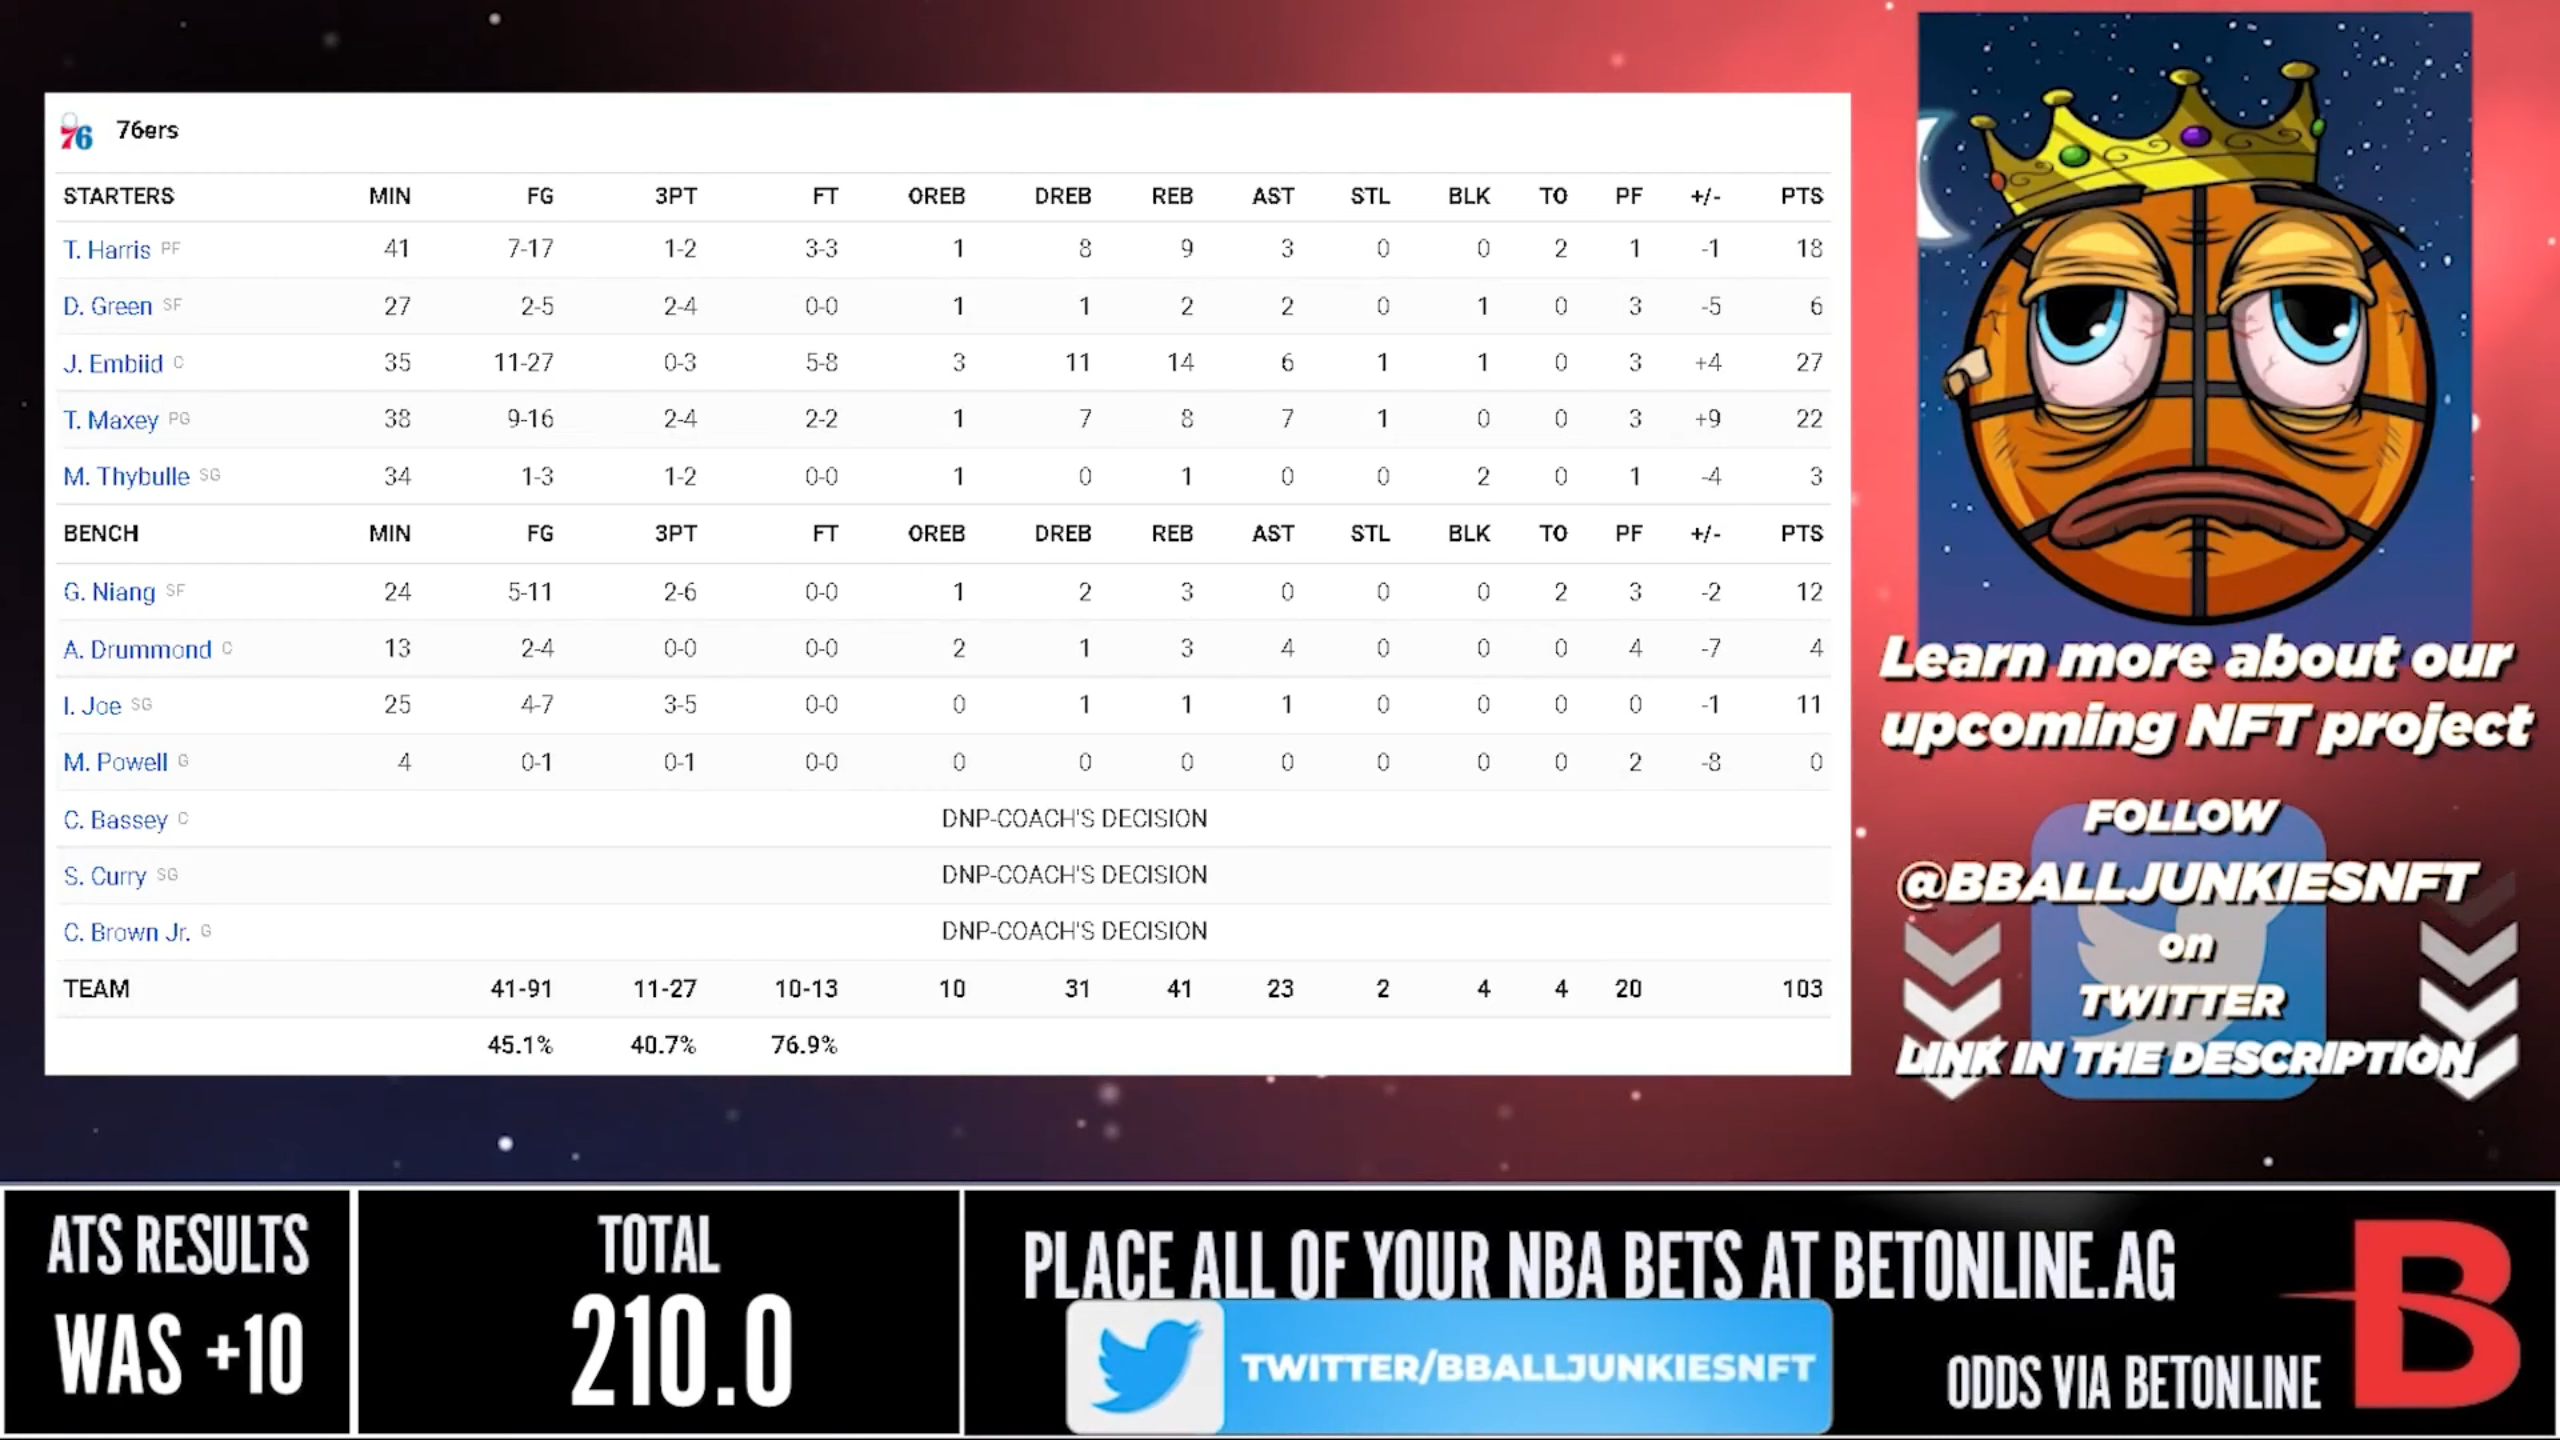 76 76ers
STARTERS MIN FG 3PT FT OREB DREB REB AST STL BLK TO PF +/- PTS
T. Harris PF 41 7-17 1-2 3-3 1 8 9 3 0 0 2 1 -1 18
D. Green SF 27 2-5 2-4 0-0 1 1 2 2 0 1 0 3 -5 6
J. Embiid C 35 11-27 0-3 5-8 3 11 14 6 1 1 0 3 +4 27
T. Maxey PG 38 9-16 2-4 2-2 1 7 8 7 1 0 0 3 +9 22
M. Thybulle SG 34 1-3 1-2 0-0 1 0 1 0 0 2 0 1 -4 3
BENCH MIN FG 3PT FT OREB DREB REB AST STL BLK TO PF +/- PTS
G. Niang SF 24 5-11 2-6 0-0 1 2 3 0 0 0 2 3 -2 12
A. Drummond C 13 2-4 0-0 0-0 2 1 3 4 0 0 0 4 -7 4
I. Joe SG 25 4-7 3-5 0-0 0 1 1 1 0 0 0 0 -1 11
M. Powell G 4 0-1 0-1 0-0 0 0 0 0 0 0 0 2 -8 0
C. Bassey C DNP-COACH'S DECISION
S. Curry SG DNP-COACH'S DECISION
C. Brown Jr. G DNP-COACH'S DECISION
TEAM 41-91 11-27 10-13 10 31 41 23 2 4 4 20 103
45.1% 40.7% 76.9%
Learn more about our
upcoming NFT project
FOLLOW
@BBALLJUNKIESNFT
on
TWITTER
LINK IN THE DESCRIPTION
ATS RESULTS
WAS +10
TOTAL
210.0
PLACE ALL OF YOUR NBA BETS AT BETONLINE.AG
TWITTER/BBALLJUNKIESNFT
ODDS VIA BETONLINE
B